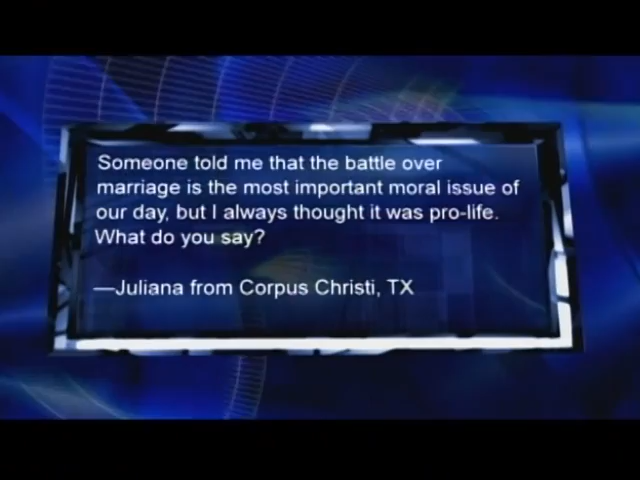 Someone told me that the battle over
marriage is the most important moral issue of
our day, but I always thought it was pro-life.
What do you say?
—Juliana from Corpus Christi, TX